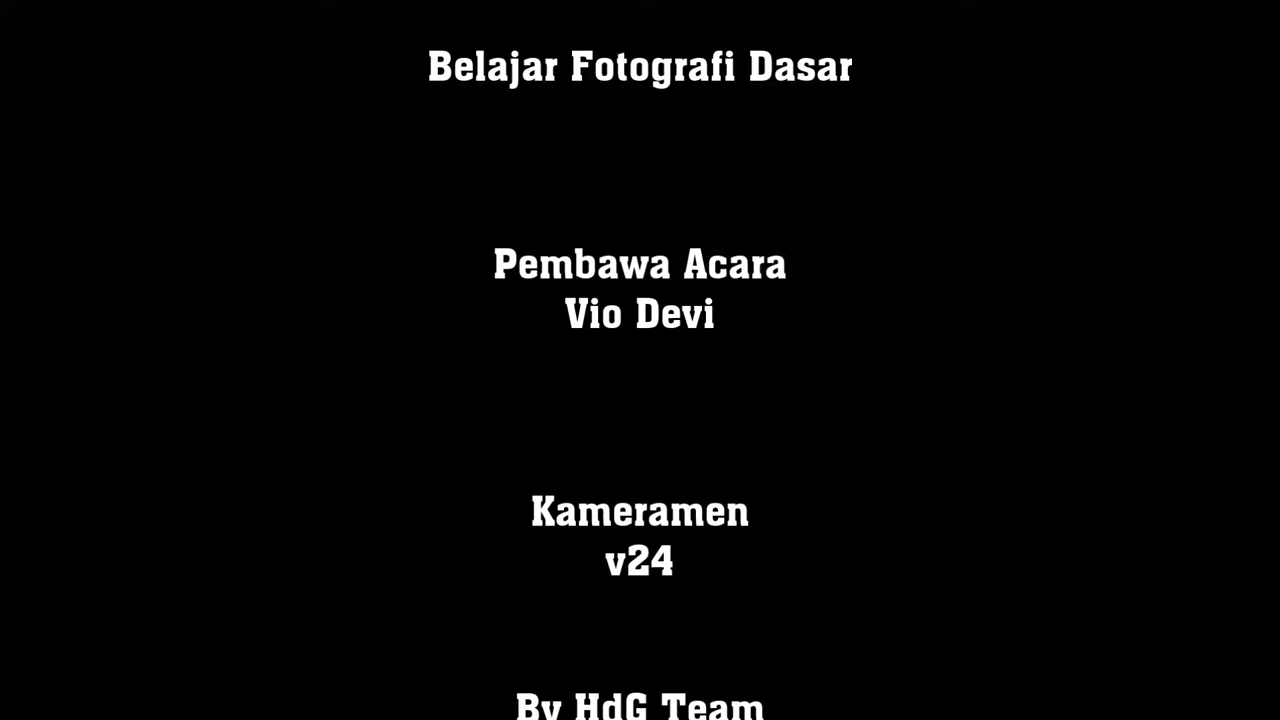 Belajar Fotografi Dasar
Pembawa Acara
Vio Devi
Kameramen
v24
By HdG Team